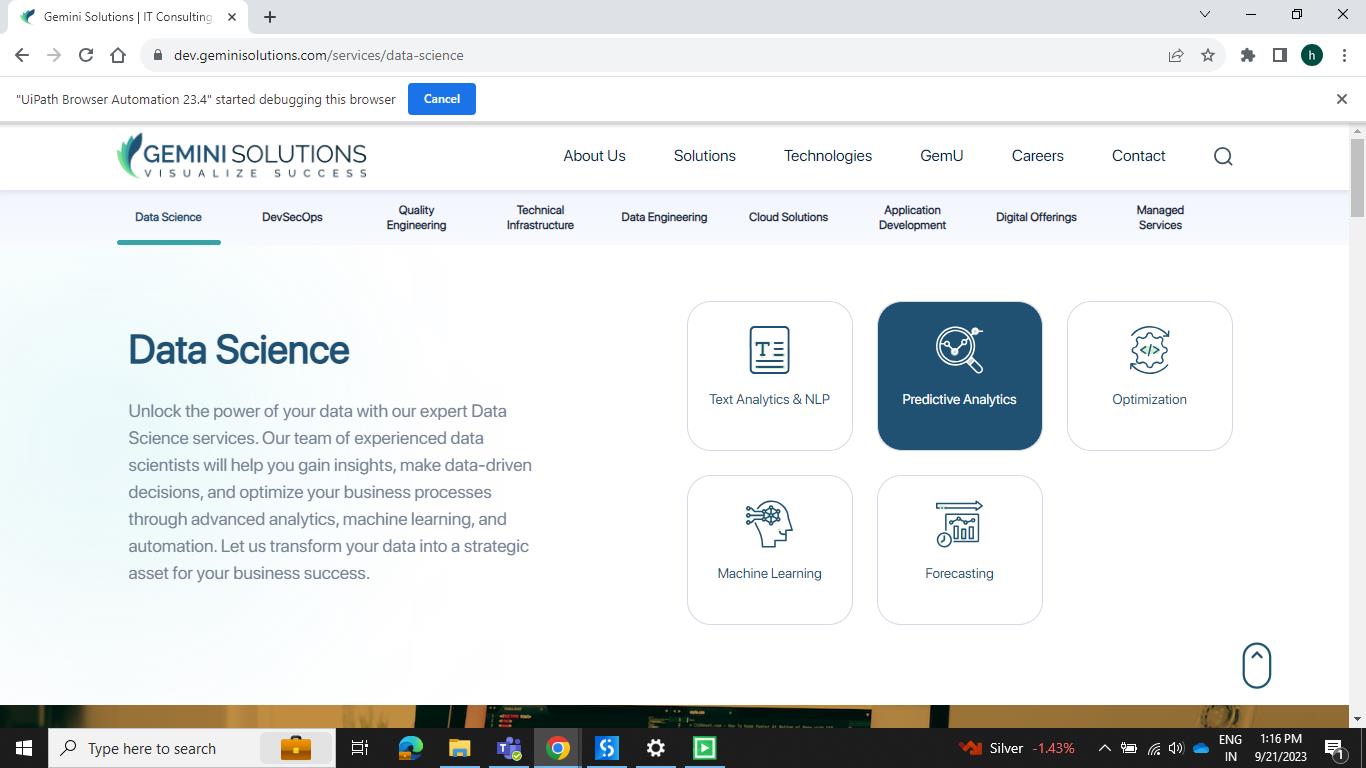 Gemini Solutions | IT Consulting
dev.geminisolutions.com/services/data-science
h
"UiPath Browser Automation 23.4" started debugging this browser
Cancel
GEMINI SOLUTIONS
VISUALIZE SUCCESS
About Us
Solutions
Technologies
GemU
Careers
Contact
Data Science
DevSecOps
Quality
Engineering
Technical
Infrastructure
Data Engineering
Cloud Solutions
Application
Development
Digital Offerings
Managed
Services
Data Science
Unlock the power of your data with our expert Data
Science services. Our team of experienced data
scientists will help you gain insights, make data-driven
decisions, and optimize your business processes
through advanced analytics, machine learning, and
automation. Let us transform your data into a strategic
asset for your business success.
T
Text Analytics & NLP
Predictive Analytics
</>
Optimization
Machine Learning
Forecasting
Type here to search
Silver -1.43%
ENG
IN
1:16 PM
9/21/2023
1